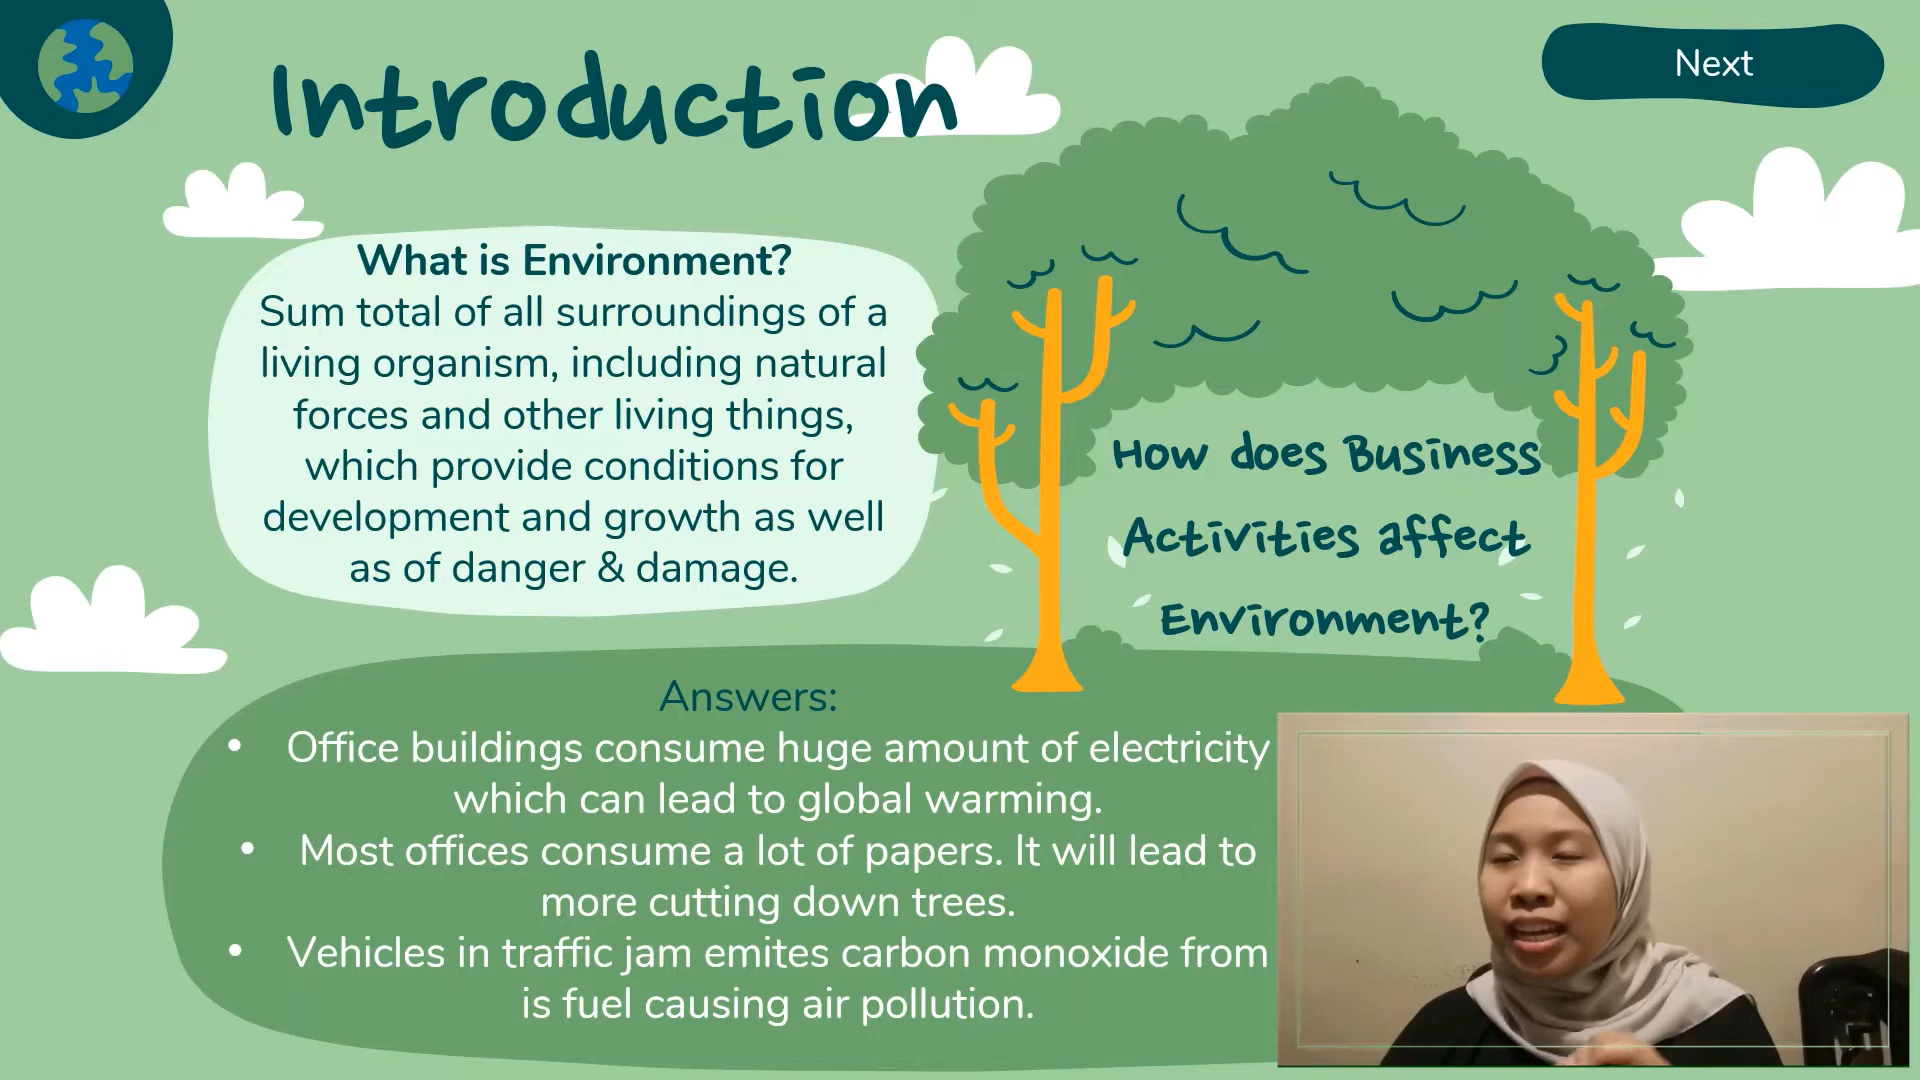 Introduction
Next
What is Environment?
Sum total of all surroundings of a
living organism, including natural
forces and other living things,
which provide conditions for
development and growth as well
as of danger & damage.
How does Business
Activities affect
Environment?
Answers:
• Office buildings consume huge amount of electricity
which can lead to global warming.
• Most offices consume a lot of papers. It will lead to
more cutting down trees.
• Vehicles in traffic jam emites carbon monoxide from
is fuel causing air pollution.